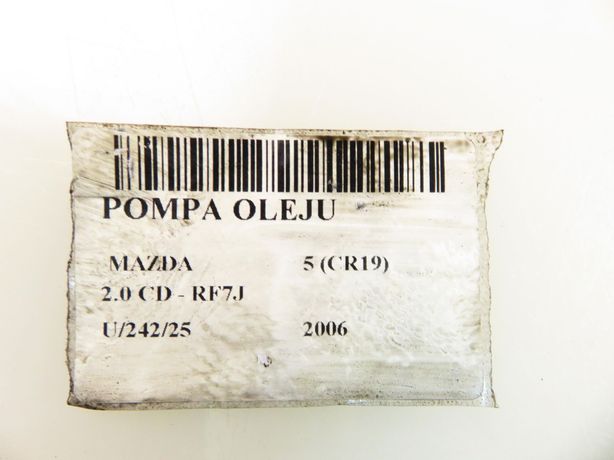 POMPA OLEJU
MAZDA 5 (CR19)
2.0 CD - RF7J
U/242/25 2006